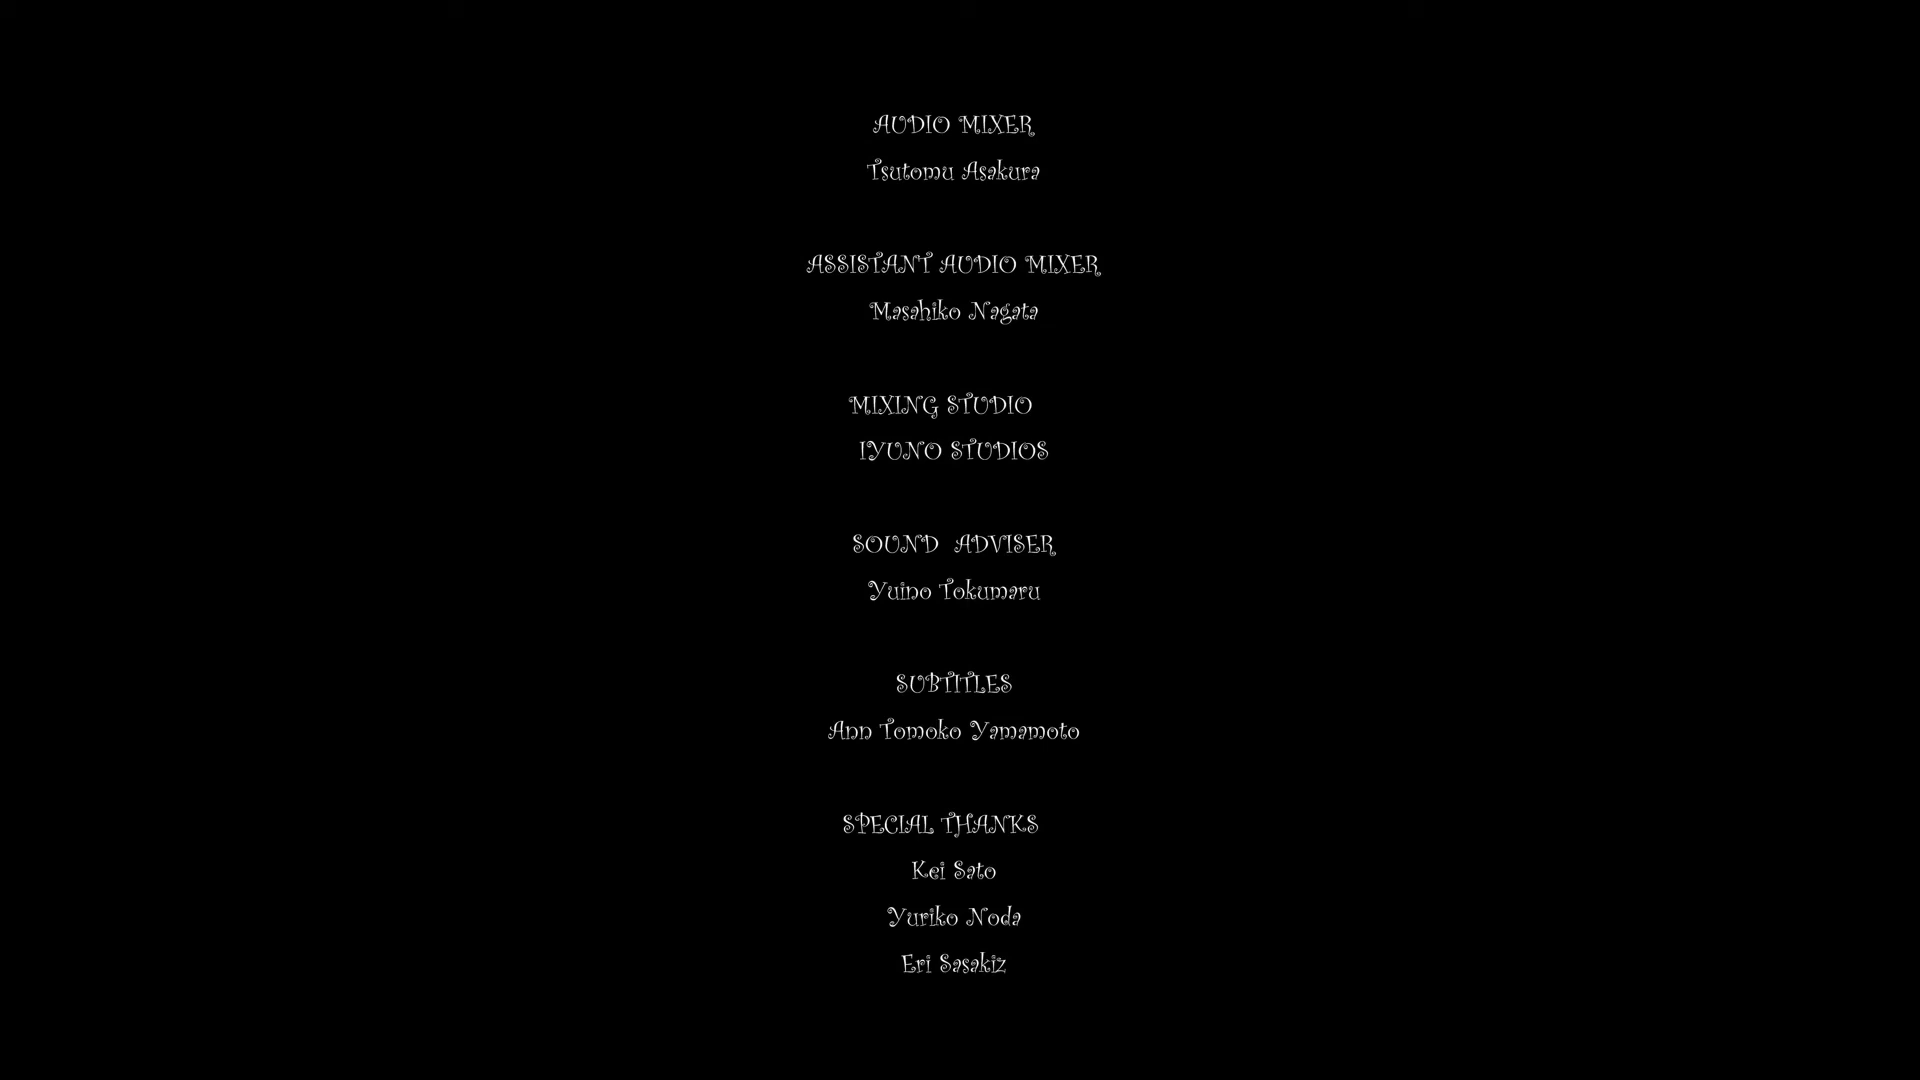 AUDIO MIXER
Tsutomu Asakura
ASSISTANT AUDIO MIXER
Masahiko Nagata
MIXING STUDIO
IYUNO STUDIOS
SOUND ADVISER
Yuino Tokumaru
SUBTITLES
Ann Tomoko Yamamoto
SPECIAL THANKS
Kei Sato
Yuriko Noda
Eri Sasakiz